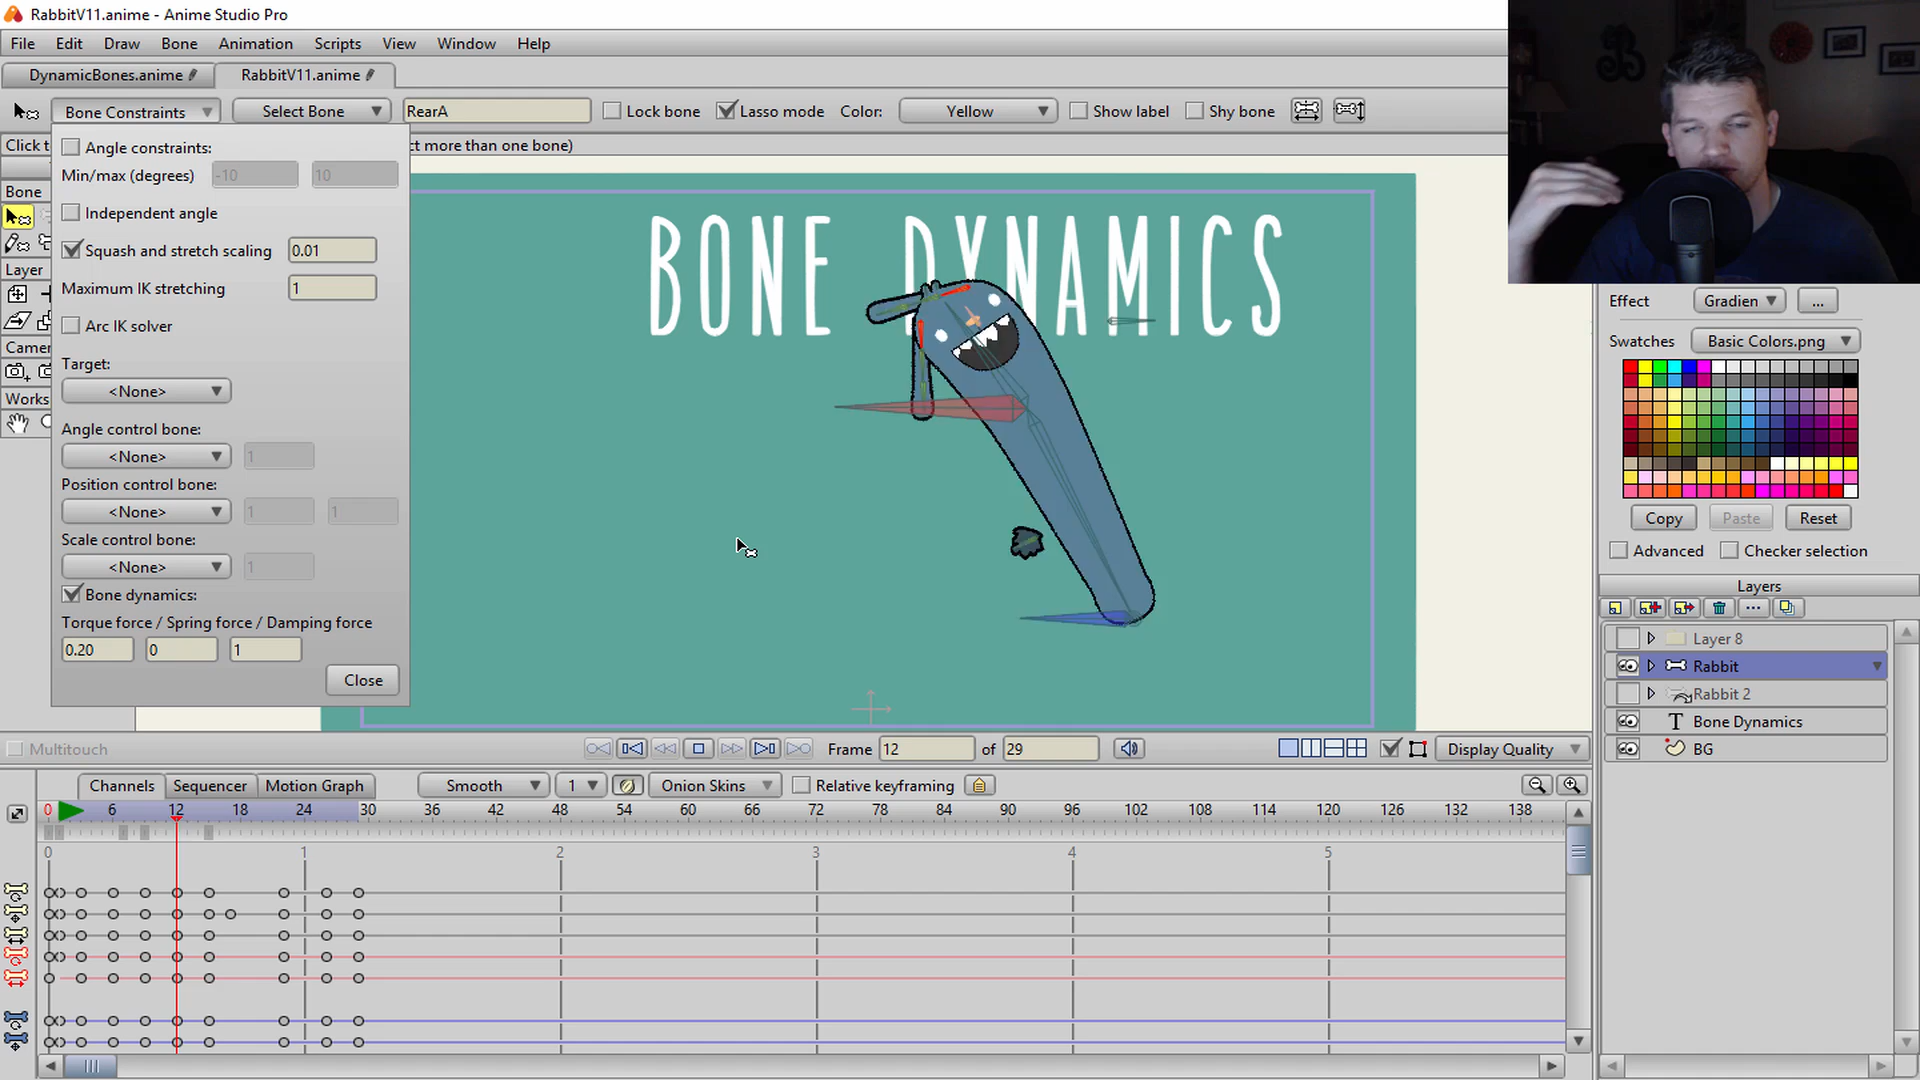 RabbitV11.anime - Anime Studio Pro
File Edit Draw Bone Animation Scripts View Window Help
DynamicBones.anime RabbitV11.anime
Bone Constraints Select Bone RearA Lock bone Lasso mode Color: Yellow Show label Shy bone
Click t ct more than one bone)
Angle constraints:
Min/max (degrees) -10 10
Independent angle
Squash and stretch scaling 0.01
Maximum IK stretching 1
Arc IK solver
Target:
<None>
Angle control bone:
<None> 1
Position control bone:
<None> 1 1
Scale control bone:
<None> 1
Bone dynamics:
Torque force / Spring force / Damping force
0.20 0 1
Close
Bone
Layer
Camer
Works
BONE DYNAMICS
Effect Gradien ...
Swatches Basic Colors.png
Copy Paste Reset
Advanced Checker selection
Layers
Layer 8
Rabbit
Rabbit 2
Bone Dynamics
BG
Multitouch Frame 12 of 29 Display Quality
Channels Sequencer Motion Graph Smooth 1 Onion Skins Relative keyframing
0 6 12 18 24 30 36 42 48 54 60 66 72 78 84 90 96 102 108 114 120 126 132 138
0 1 2 3 4 5